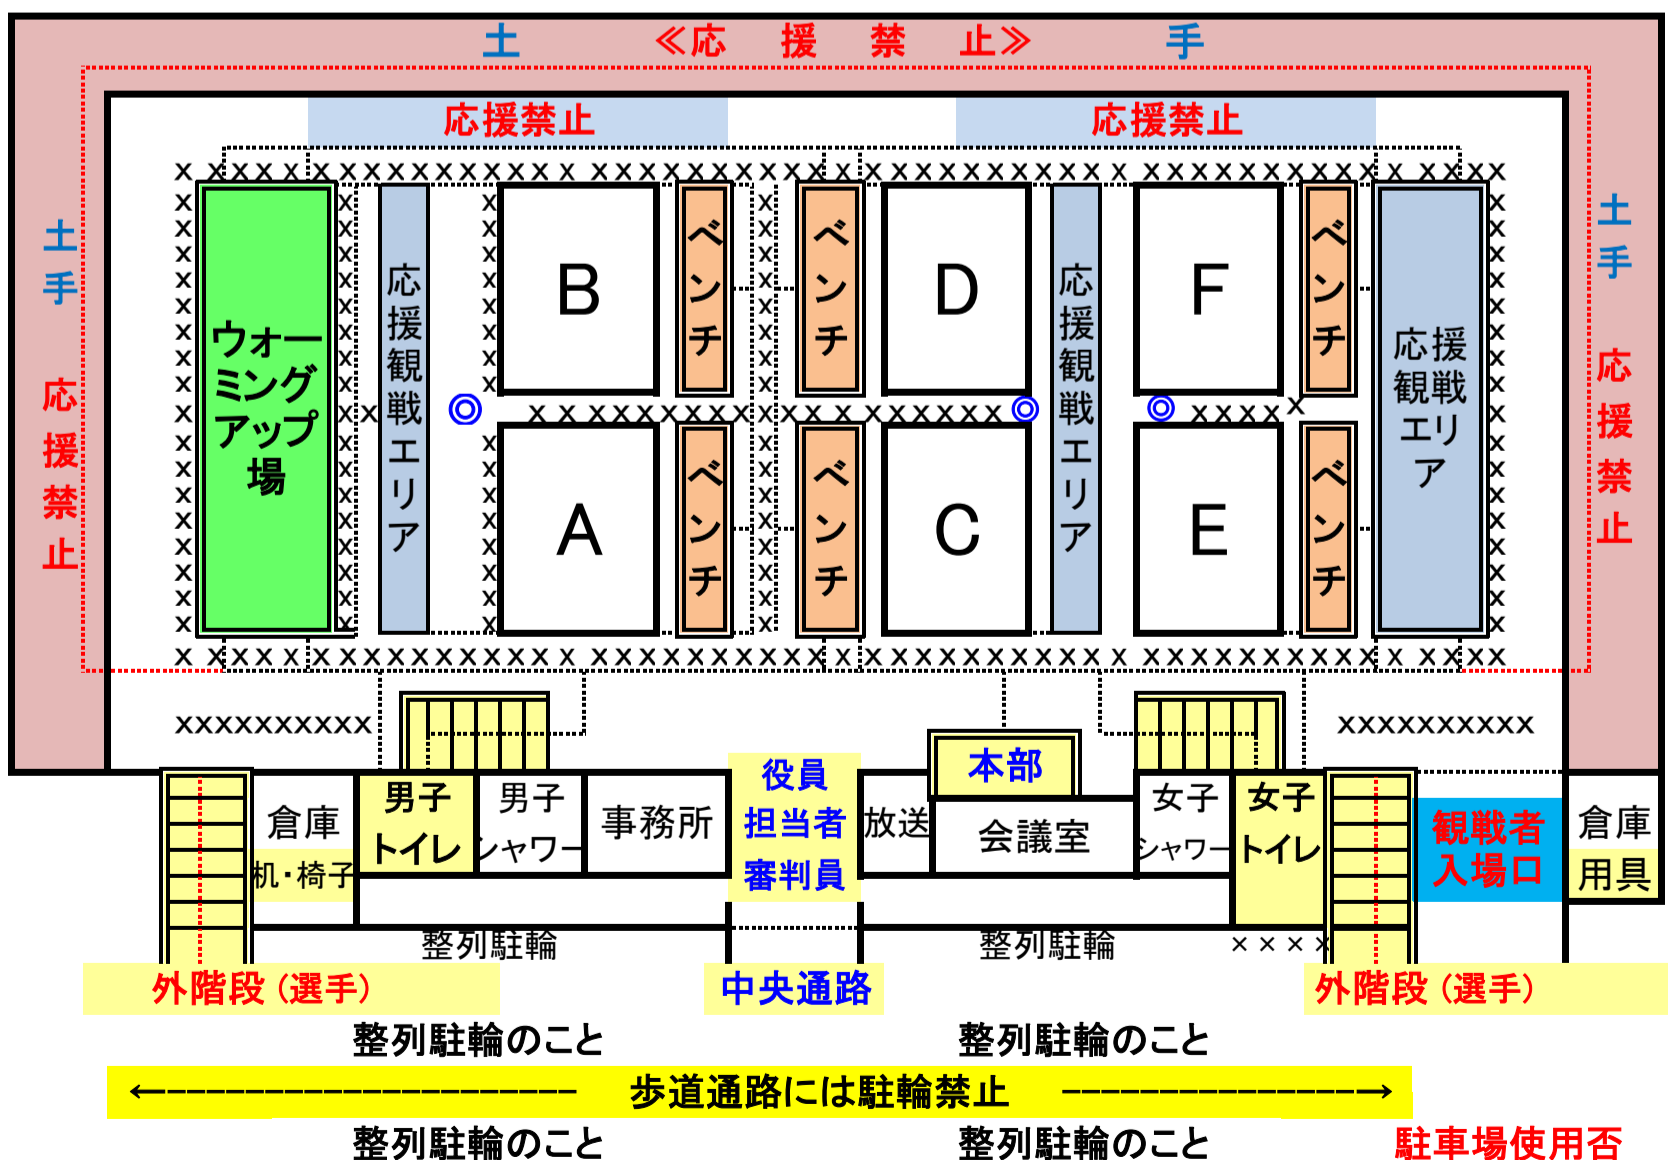 土 ≪応 援 禁 止≫ 手
応援禁止 応援禁止
土手 応援禁止
土手 応援禁止
ウォーミングアップ場
応援観戦エリア
B
ベンチ
ベンチ
D
応援観戦エリア
F
ベンチ
応援観戦エリア
◎
◎
◎
A
ベンチ
ベンチ
C
E
ベンチ
xxxxxxxxxx
xxxxxxxxxx
本部
倉庫
机・椅子
男子
トイレ
男子
シャワー
事務所
役員
担当者
審判員
放送
会議室
女子
シャワー
女子
トイレ
観戦者
入場口
倉庫
用具
整列駐輪
整列駐輪
××××
外階段(選手)
中央通路
外階段(選手)
整列駐輪のこと 整列駐輪のこと
←---------------- 歩道通路には駐輪禁止 -------------→
整列駐輪のこと 整列駐輪のこと
駐車場使用否